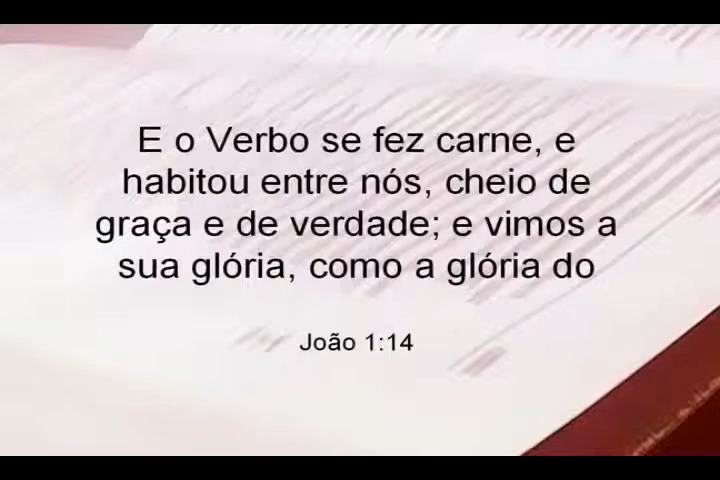 E o Verbo se fez carne, e
habitou entre nós, cheio de
graça e de verdade; e vimos a
sua glória, como a glória do
João 1:14